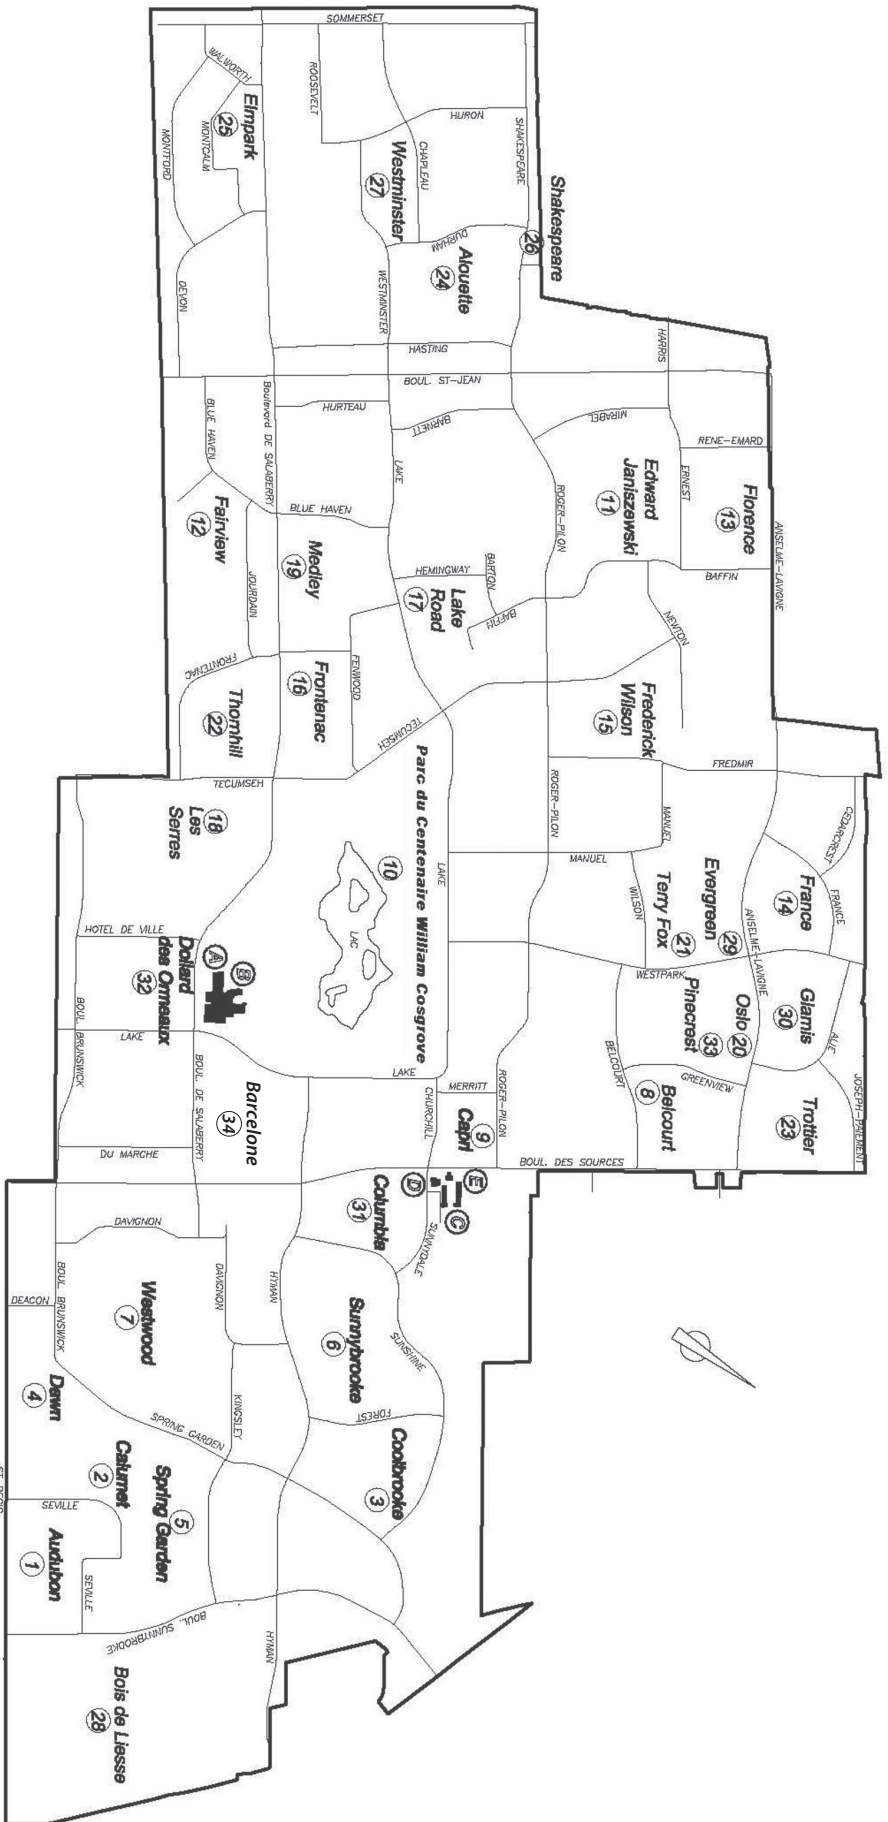 SOMMERSET
WALWORTH
ROOSEVELT
HURON
SHAKESPEARE
Elmpark
25
MONTCALM
MONTFORD
CHAPLEAU
Westminster
27
DURHAM
Shakespeare
26
Alouette
24
WESTMINSTER
DEVON
HASTING
HARRIS
BOUL. ST-JEAN
BLUE HAVEN
Boulevard DE SALABERRY
HURTEAU
BARNETT
MIRABEL
RENE-EMARD
LAKE
ROGER-PILON
Edward
Janiszewski
11
ERNEST
Florence
13
ANSELME-LAVIGNE
Fairview
12
BLUE HAVEN
JOURDAIN
Medley
19
HEMINGWAY
BARTON
BAFFIN
BAFFIN
Lake
Road
17
NEWTON
FRONTENAC
Frontenac
16
FENWOOD
Thornhill
22
TECUMSEH
Frederick
Wilson
15
TECUMSEH
FREDMIR
Les
Serres
18
Parc du Centenaire William Cosgrove
10
LAC
LAKE
ROGER-PILON
MANUEL
MANUEL
CEDARCREST
WILSON
Evergreen
29
Terry Fox
21
France
14
FRANCE
ANSELME-LAVIGNE
HOTEL DE VILLE
Dollard
des Ormeaux
32
A
B
WESTPARK
Glamis
30
AUE
Oslo
20
Pinecrest
33
BOUL. BRUNSWICK
LAKE
BOUL. DE SALABERRY
LAKE
BELCOURT
GREENVIEW
JOSEPH-PAIEMENT
Barcelone
34
CHURCHILL
MERRITT
ROGER-PILON
Capri
9
Belcourt
8
Trottier
23
DU MARCHE
BOUL. DES SOURCES
D
E
C
Columbia
31
SUNNYDALE
DAVIGNON
DAVIGNON
HYMAN
DEACON
BOUL. BRUNSWICK
Westwood
7
Sunnybrooke
6
SUNSHINE
Dawn
4
SPRING GARDEN
KINGSLEY
FOREST
Coolbrooke
3
Calumet
2
Spring Garden
5
SEVILLE
Audubon
1
SEVILLE
BOUL. SUNNYBROOKE
HYMAN
Bois de Liesse
28